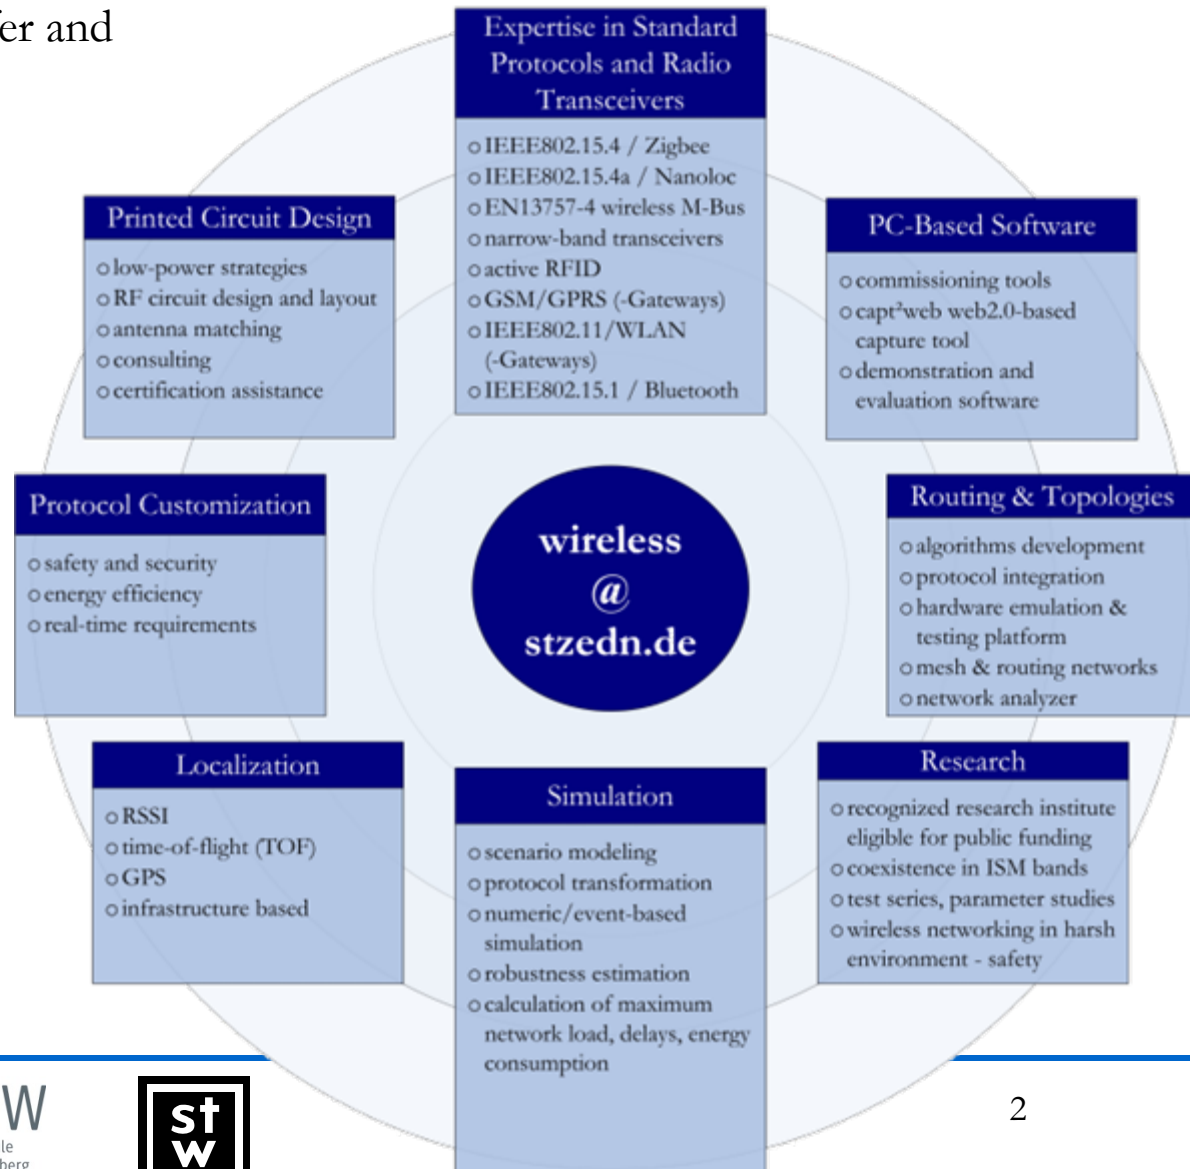 fer and
Expertise in Standard
Protocols and Radio
Transceivers
IEEE802.15.4 / Zigbee
IEEE802.15.4a / Nanoloc
EN13757-4 wireless M-Bus
narrow-band transceivers
active RFID
GSM/GPRS (-Gateways)
IEEE802.11/WLAN
(-Gateways)
IEEE802.15.1 / Bluetooth
Printed Circuit Design
low-power strategies
RF circuit design and layout
antenna matching
consulting
certification assistance
PC-Based Software
commissioning tools
capt²web web2.0-based
capture tool
demonstration and
evaluation software
Protocol Customization
safety and security
energy efficiency
real-time requirements
wireless
@
stzedn.de
Routing & Topologies
algorithms development
protocol integration
hardware emulation &
testing platform
mesh & routing networks
network analyzer
Localization
RSSI
time-of-flight (TOF)
GPS
infrastructure based
Simulation
scenario modeling
protocol transformation
numeric/event-based
simulation
robustness estimation
calculation of maximum
network load, delays, energy
consumption
Research
recognized research institute
eligible for public funding
coexistence in ISM bands
test series, parameter studies
wireless networking in harsh
environment - safety
W
le
berg
st
w
2